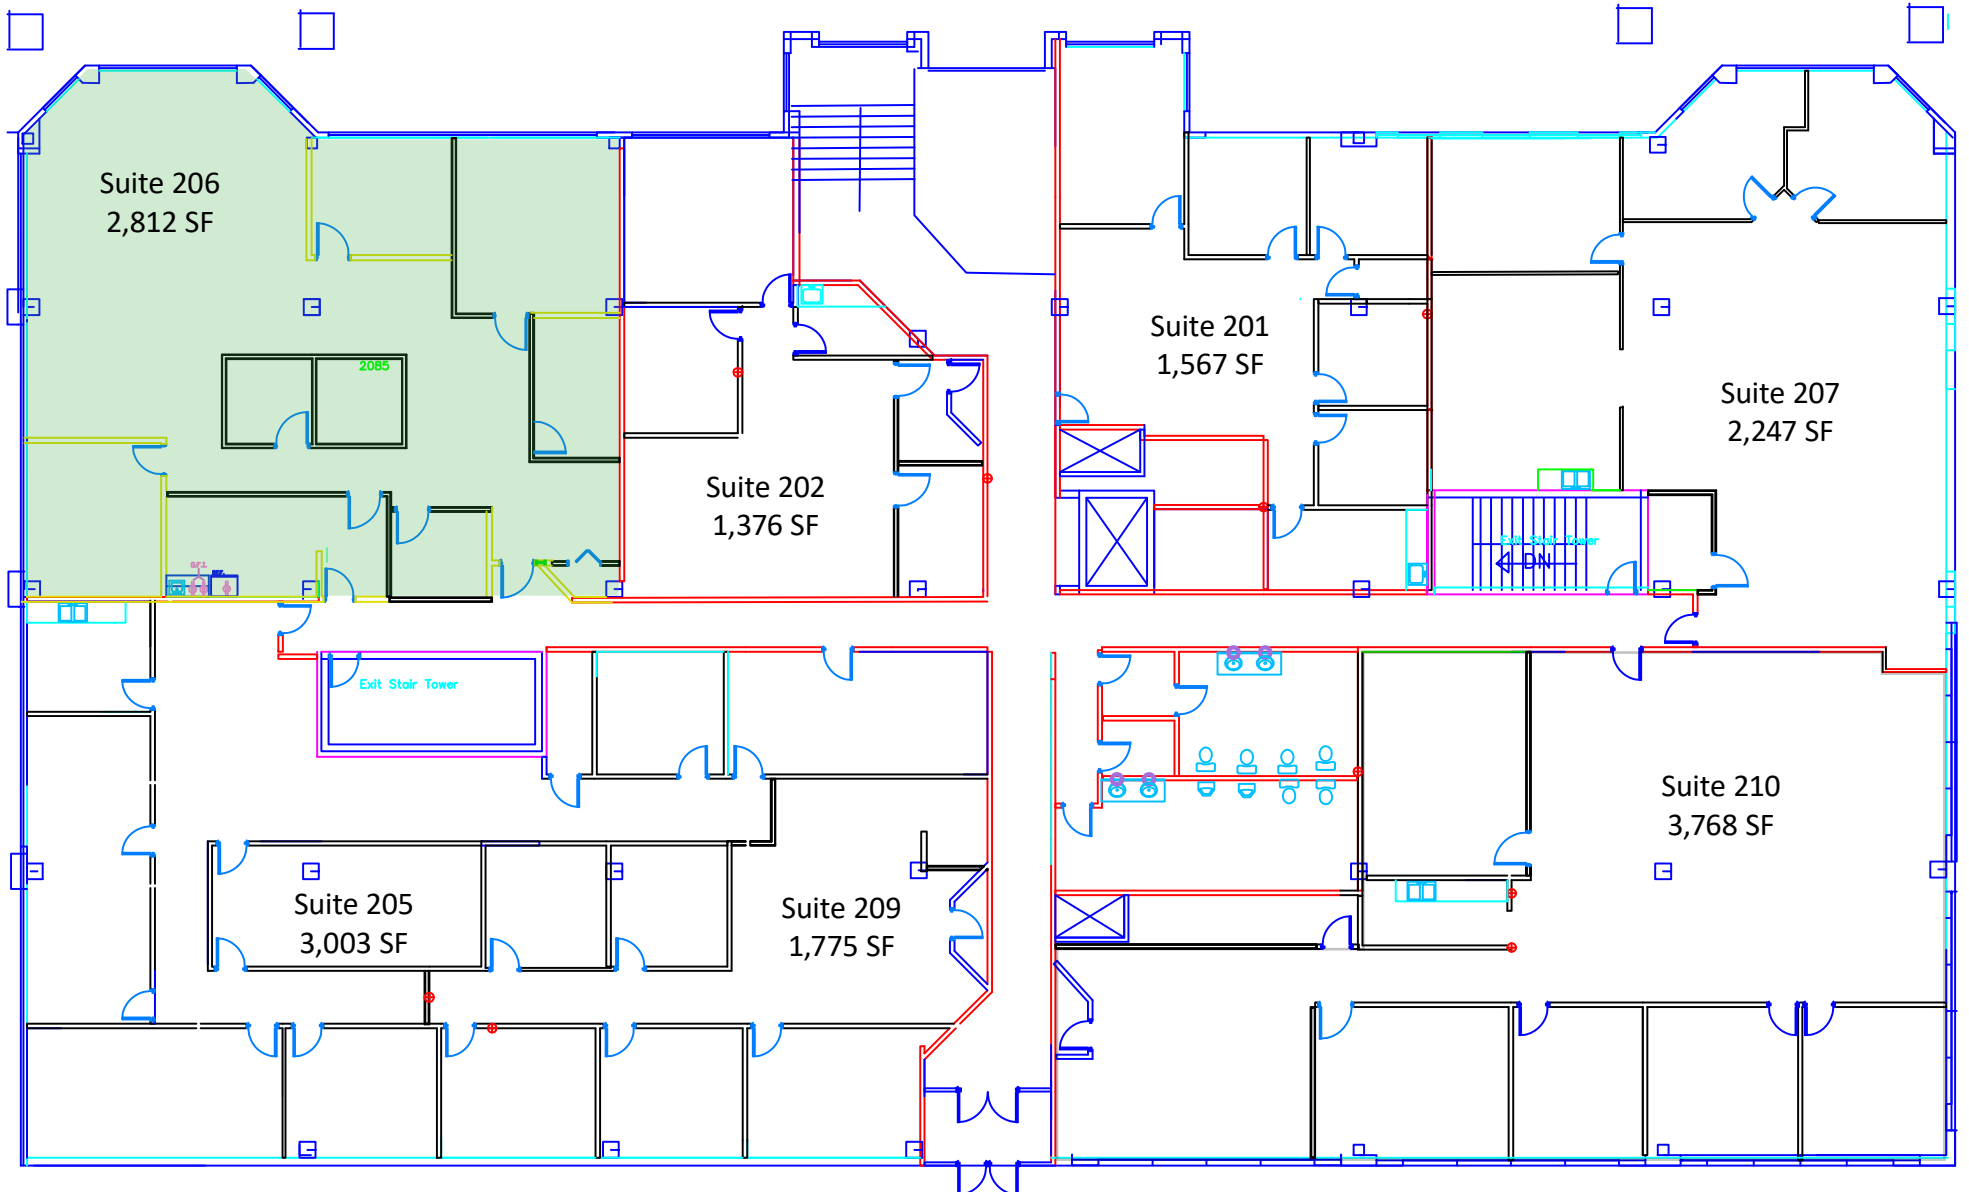 Suite 206
2,812 SF
2085
Suite 201
1,567 SF
Suite 207
2,247 SF
Suite 202
1,376 SF
Exit Stair Tower
DN
REF.
Exit Stair Tower
Suite 210
3,768 SF
Suite 205
3,003 SF
Suite 209
1,775 SF